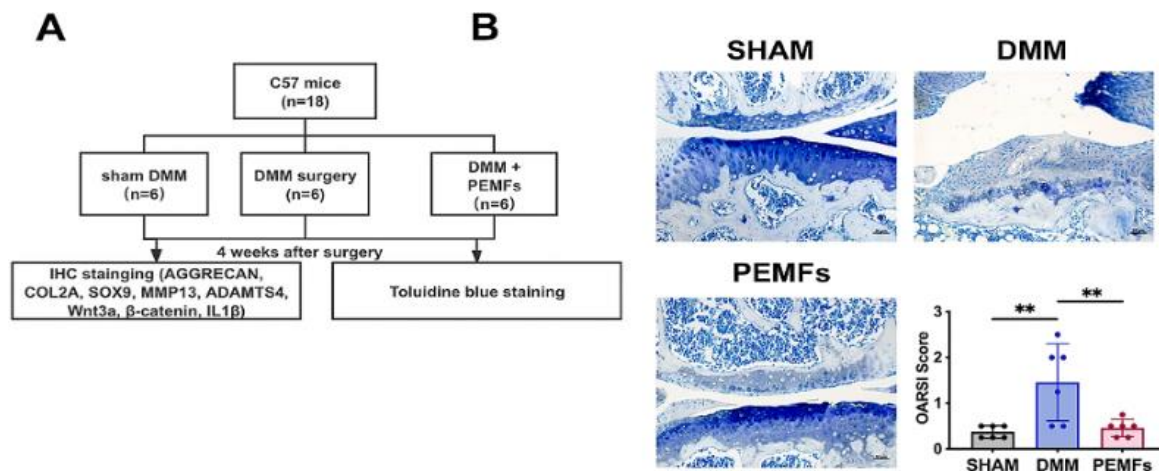 A
B
C57 mice
(n=18)
sham DMM
(n=6)
DMM surgery
(n=6)
DMM +
PEMFs
(n=6)
4 weeks after surgery
IHC stainging (AGGRECAN,
COL2A, SOX9, MMP13, ADAMTS4,
Wnt3a, β-catenin, IL1β)
Toluidine blue staining
SHAM
DMM
PEMFs
**
**
3
2
1
0
OARSI Score
SHAM
DMM
PEMFs